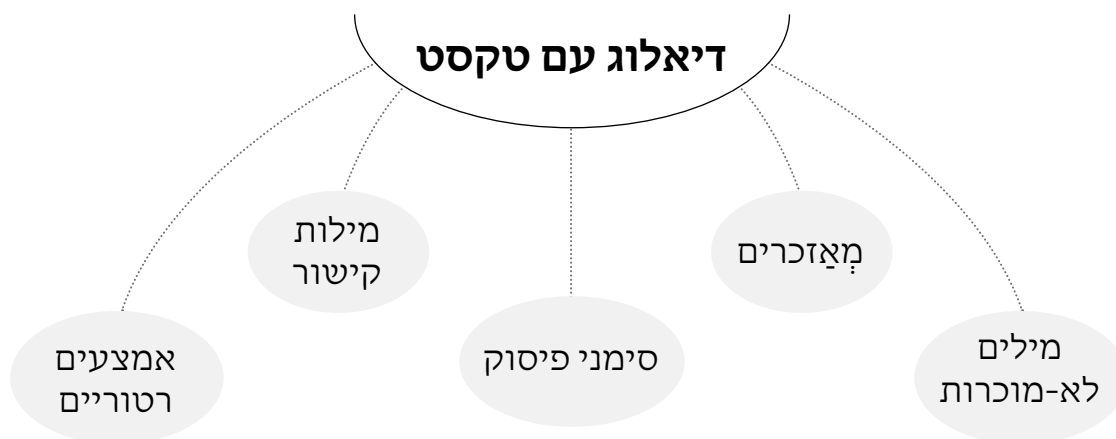 דיאלוג עם טקסט
מילים
לא-מוכרות
מְאַזכרים
סימני פיסוק
מילות
קישור
אמצעים
רטוריים